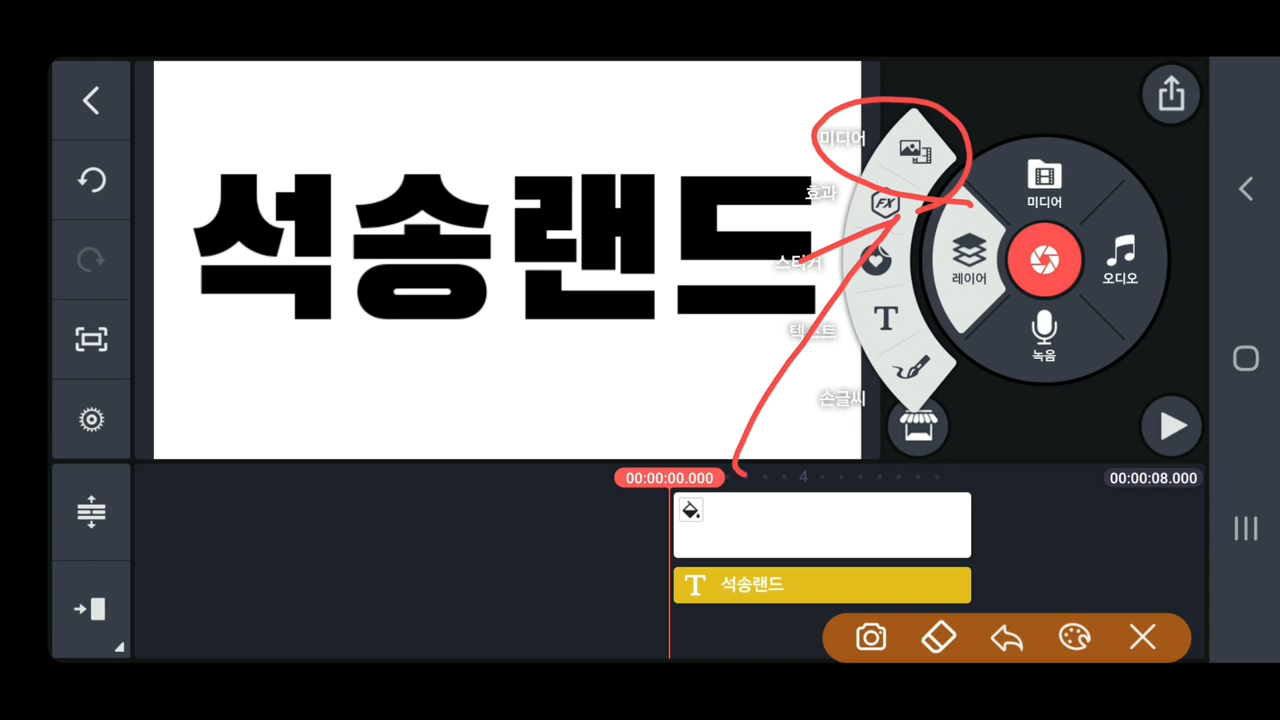 석송랜드
미디어
효과
FX
스티커
텍스트
T
손글씨
미디어
레이어
오디오
녹음
00:00:00.000
4
00:00:08.000
T 석송랜드